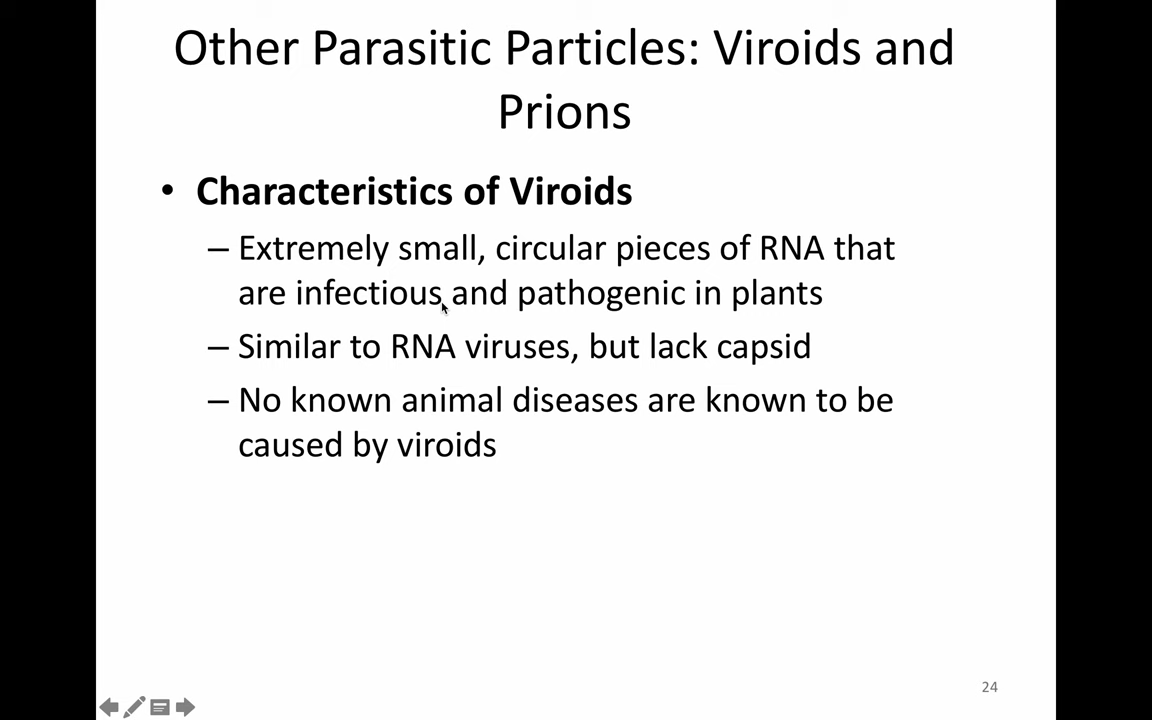 Other Parasitic Particles: Viroids and
Prions
• Characteristics of Viroids
– Extremely small, circular pieces of RNA that
are infectious and pathogenic in plants
– Similar to RNA viruses, but lack capsid
– No known animal diseases are known to be
caused by viroids
24